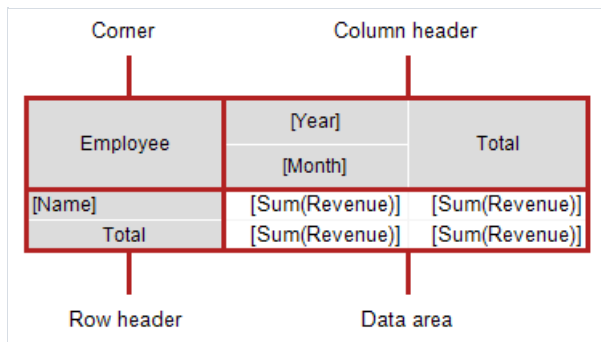 Corner Column header
Employee [Year] Total
[Month]
[Name] [Sum(Revenue)] [Sum(Revenue)]
Total [Sum(Revenue)] [Sum(Revenue)]
Row header Data area